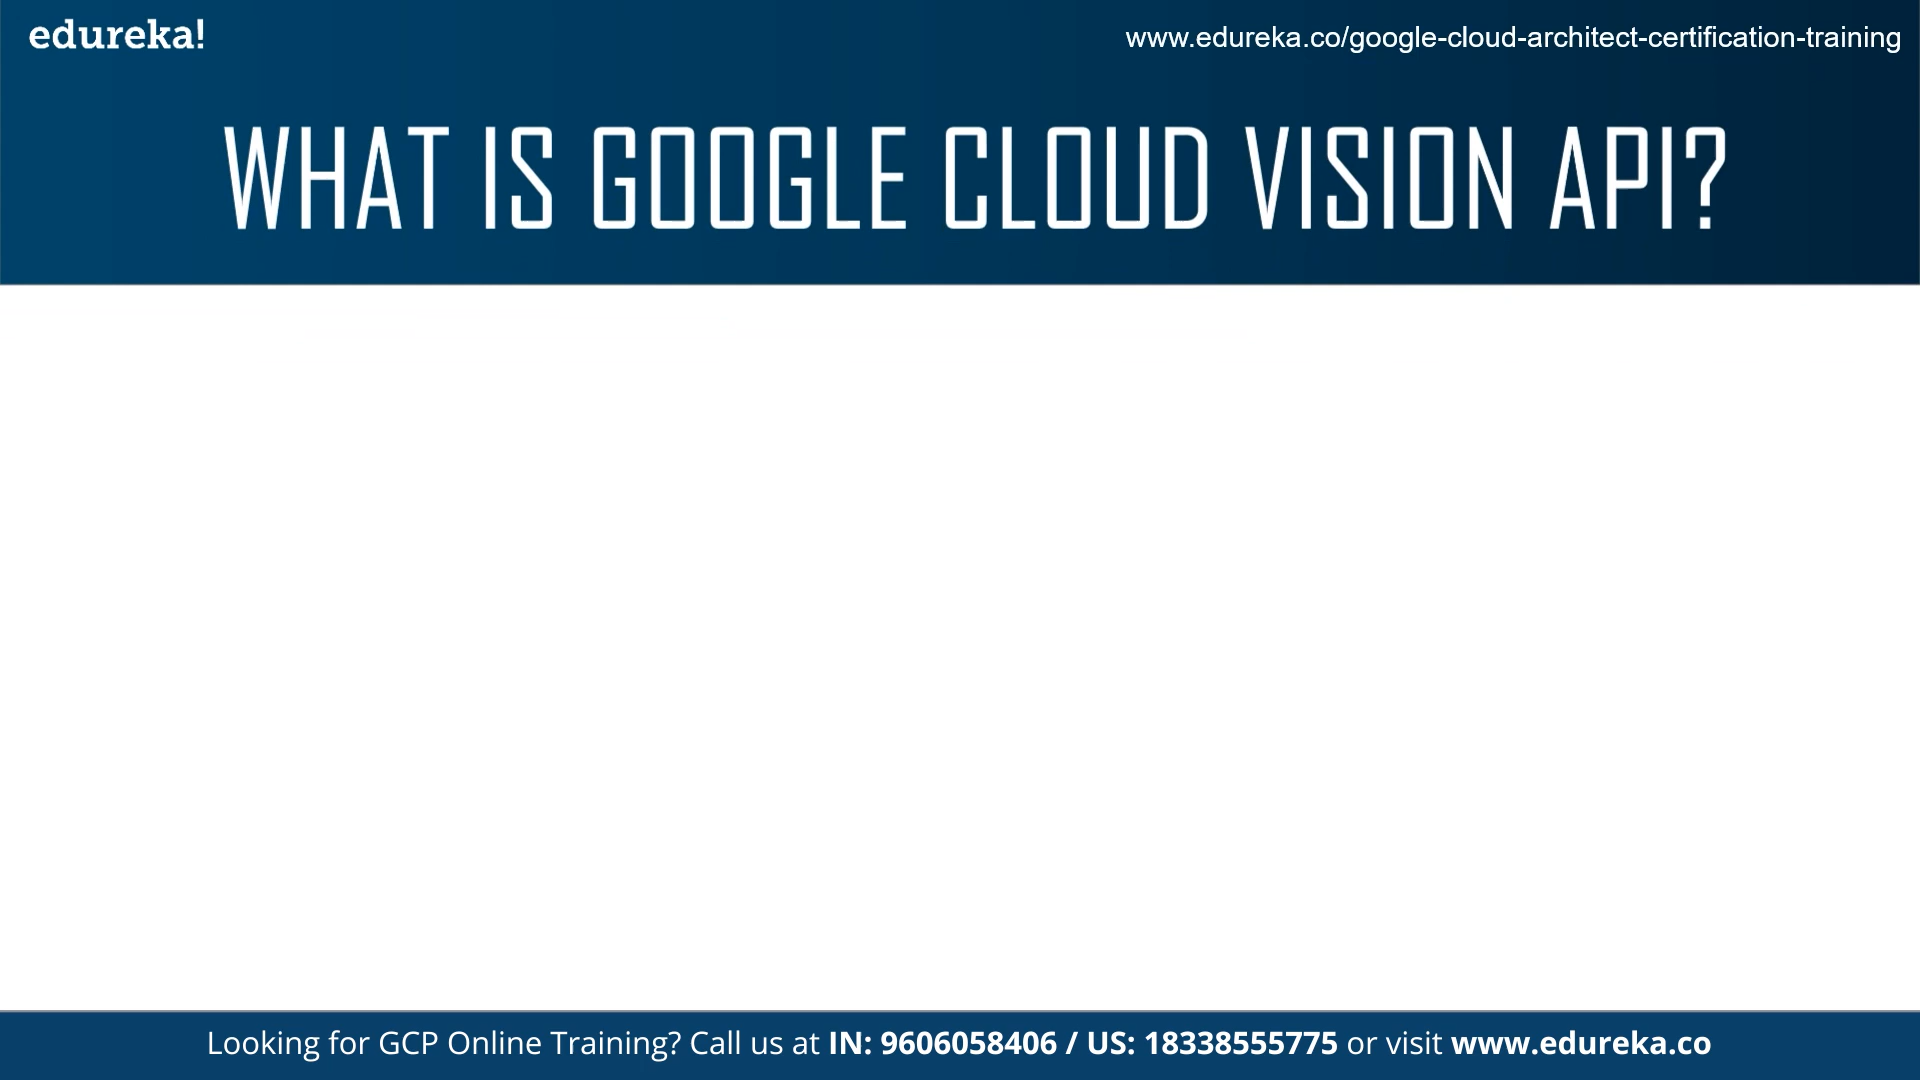 edureka!
www.edureka.co/google-cloud-architect-certification-training
WHAT IS GOOGLE CLOUD VISION API?
Looking for GCP Online Training? Call us at IN: 9606058406 / US: 18338555775 or visit www.edureka.co